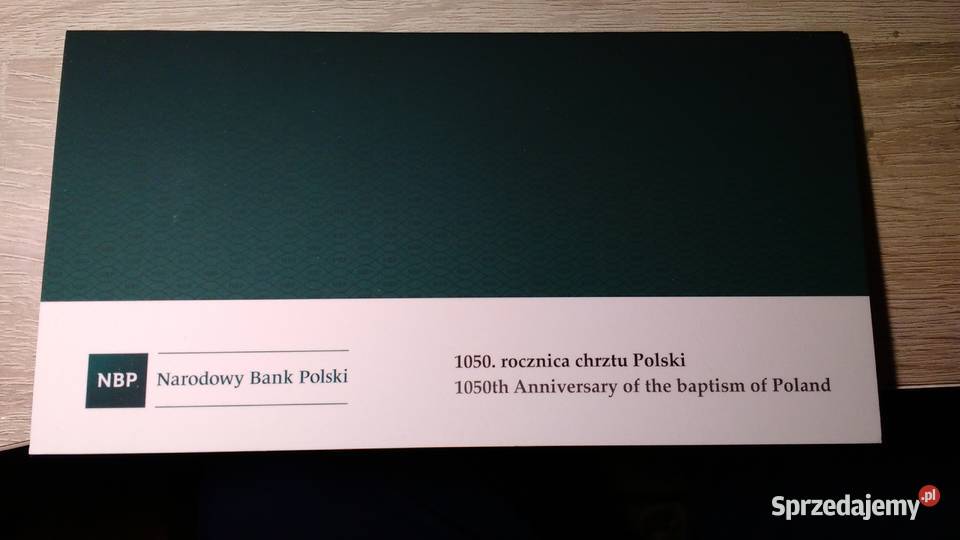 NBP
Narodowy Bank Polski
1050. rocznica chrztu Polski
1050th Anniversary of the baptism of Poland
Sprzedajemy.pl